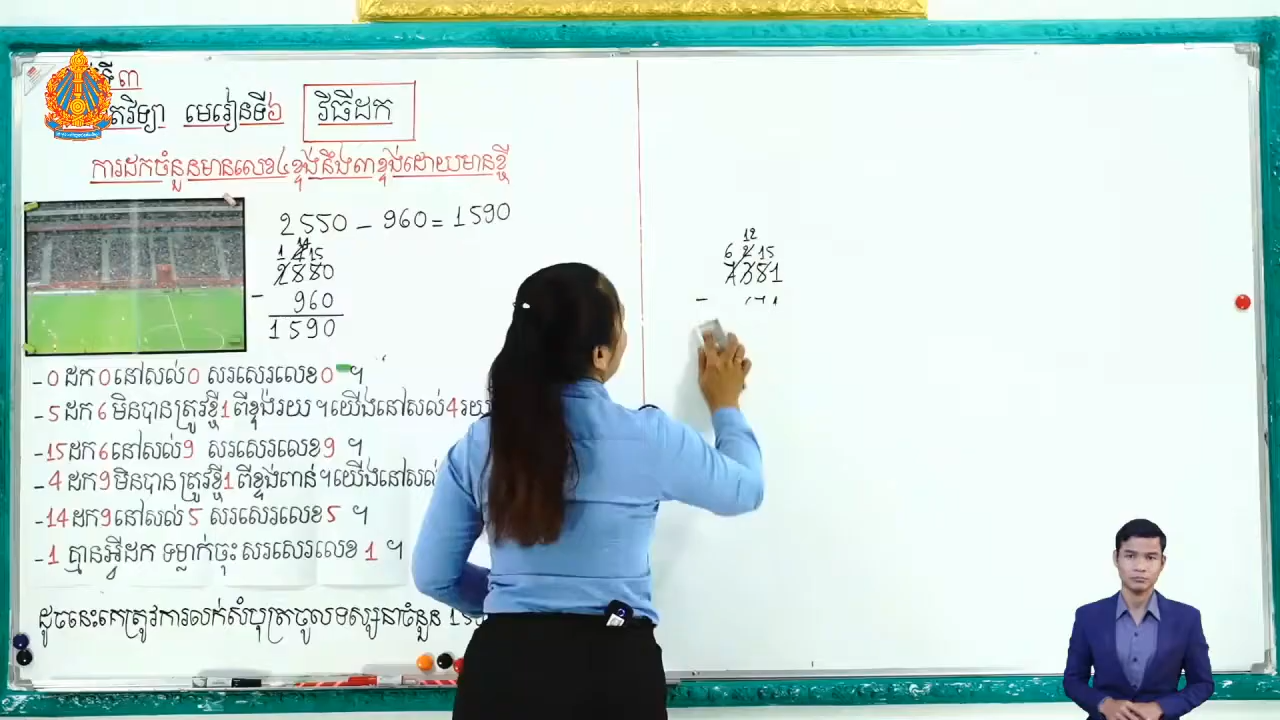 ទី៣
មេរៀនទី៦ វិធីដក
ការដកចំនួនមានលេខ៤ខ្ទង់នឹង៣ខ្ទង់ដោយមានខ្ចី
2550 - 960 = 1590
1 15
960
1590
-0 ដក 0 នៅសល់ 0 សរសេរលេខ 0 ។
-5 ដក 6 មិនបានត្រូវខ្ចី 1 ពីខ្ទង់រយ ។ យើងនៅសល់ 4 រយ
-15 ដក 6 នៅសល់ 9 សរសេរលេខ 9 ។
-4 ដក 9 មិនបានត្រូវខ្ចី 1 ពីខ្ទង់ពាន់ ។ យើងនៅសល់
-14 ដក 9 នៅសល់ 5 សរសេរលេខ 5 ។
-1 គ្មានអ្វីដក ទម្លាក់ចុះ សរសេរលេខ 1 ។
ដូចនេះគេត្រូវការលក់សំបុត្រចូលទស្សនាចំនួន
12
6 2 15
7381
-